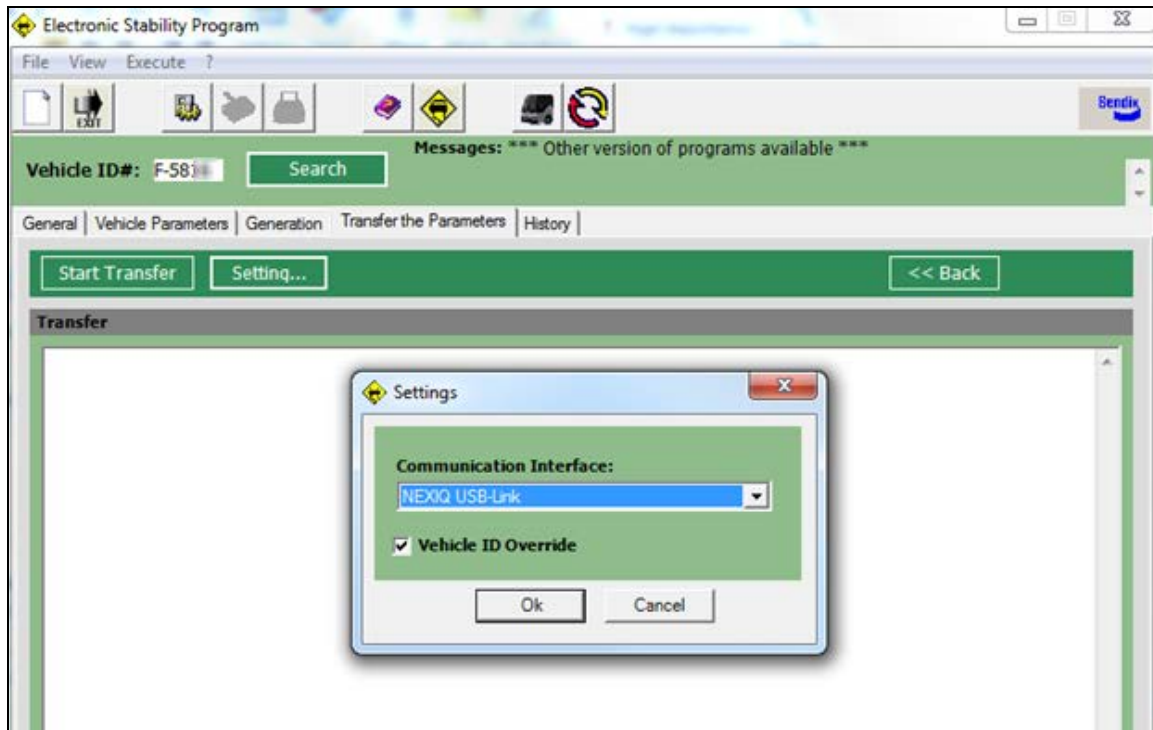 Electronic Stability Program
File View Execute ?
EXIT
Bendix
Messages: *** Other version of programs available ***
Vehicle ID#: F-58 Search
General Vehicle Parameters Generation Transfer the Parameters History
Start Transfer Setting... << Back
Transfer
Settings
Communication Interface:
NEXIQ USB-Link
Vehicle ID Override
Ok Cancel